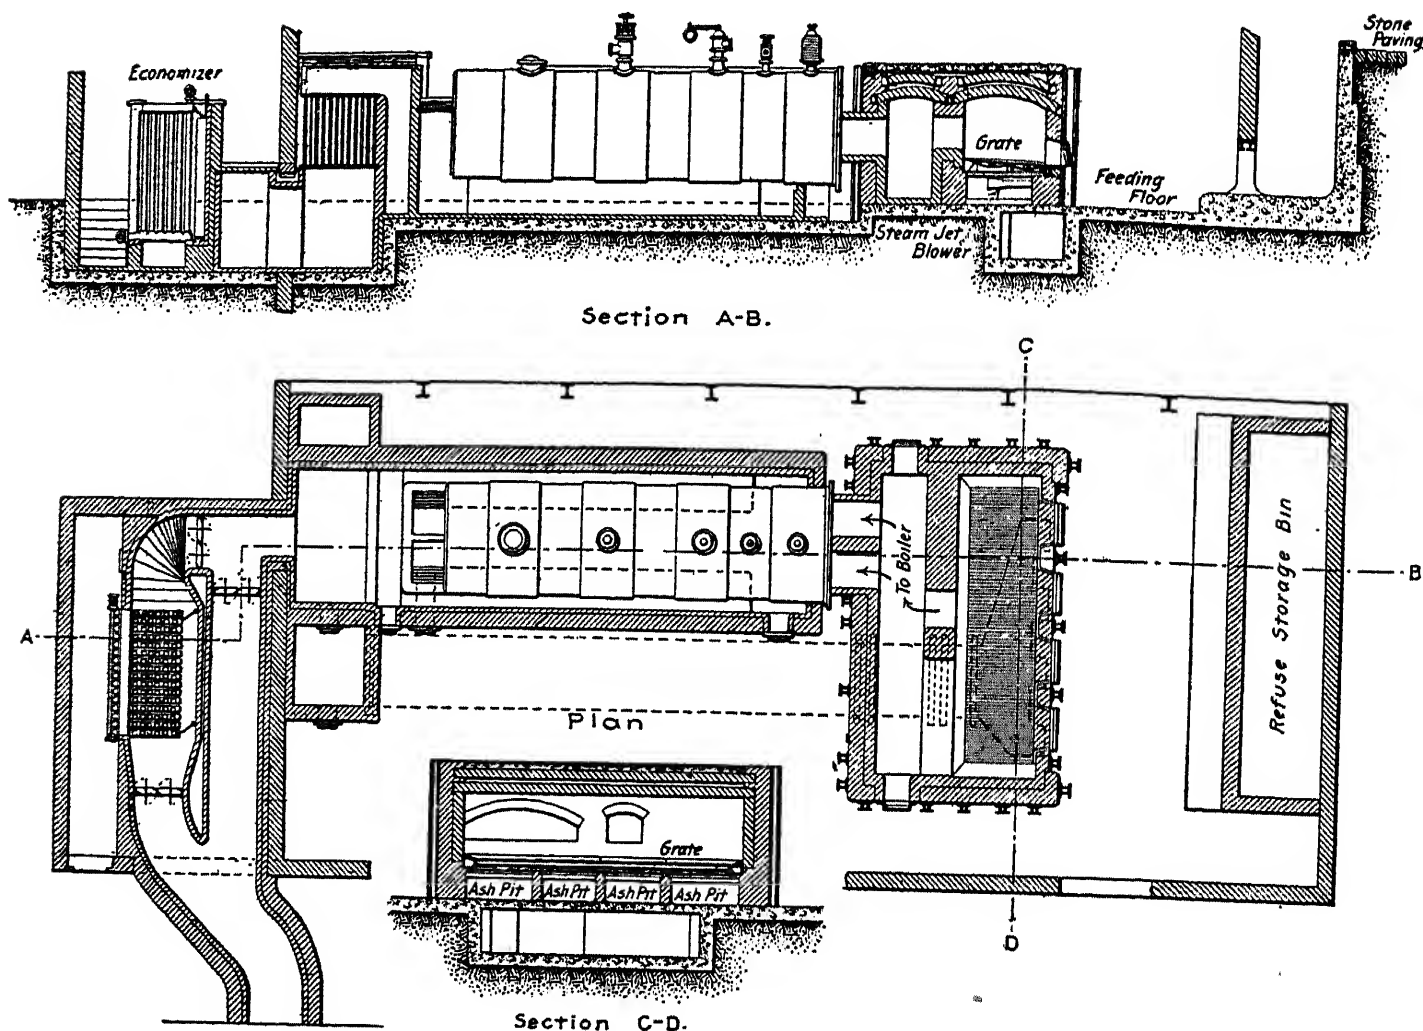 Economizer
Stone
Paving
Grate
Feeding
Floor
Steam Jet
Blower
Section A-B.
C
To Boiler
B
A
Refuse Storage Bin
Plan
Grate
Ash Pit Ash Pit Ash Pit Ash Pit
D
Section C-D.